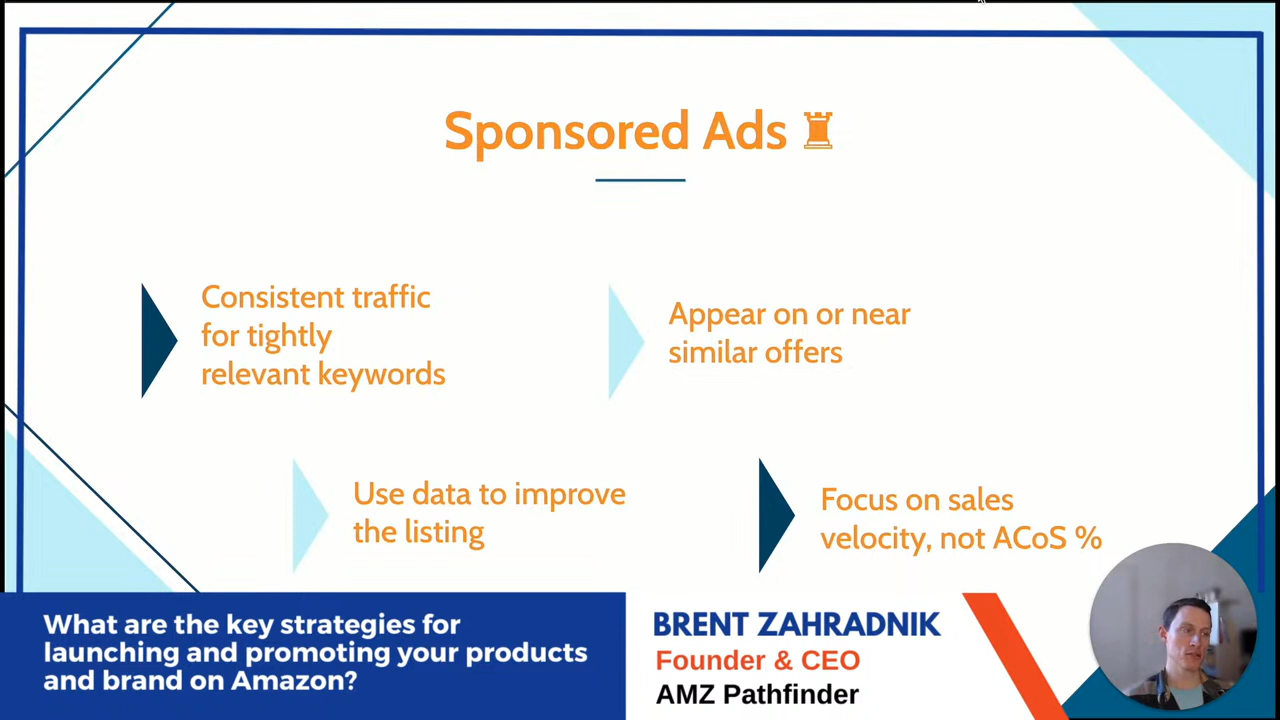 Sponsored Ads
Consistent traffic
for tightly
relevant keywords
Appear on or near
similar offers
Use data to improve
the listing
Focus on sales
velocity, not ACoS %
What are the key strategies for
launching and promoting your products
and brand on Amazon?
BRENT ZAHRADNIK
Founder & CEO
AMZ Pathfinder